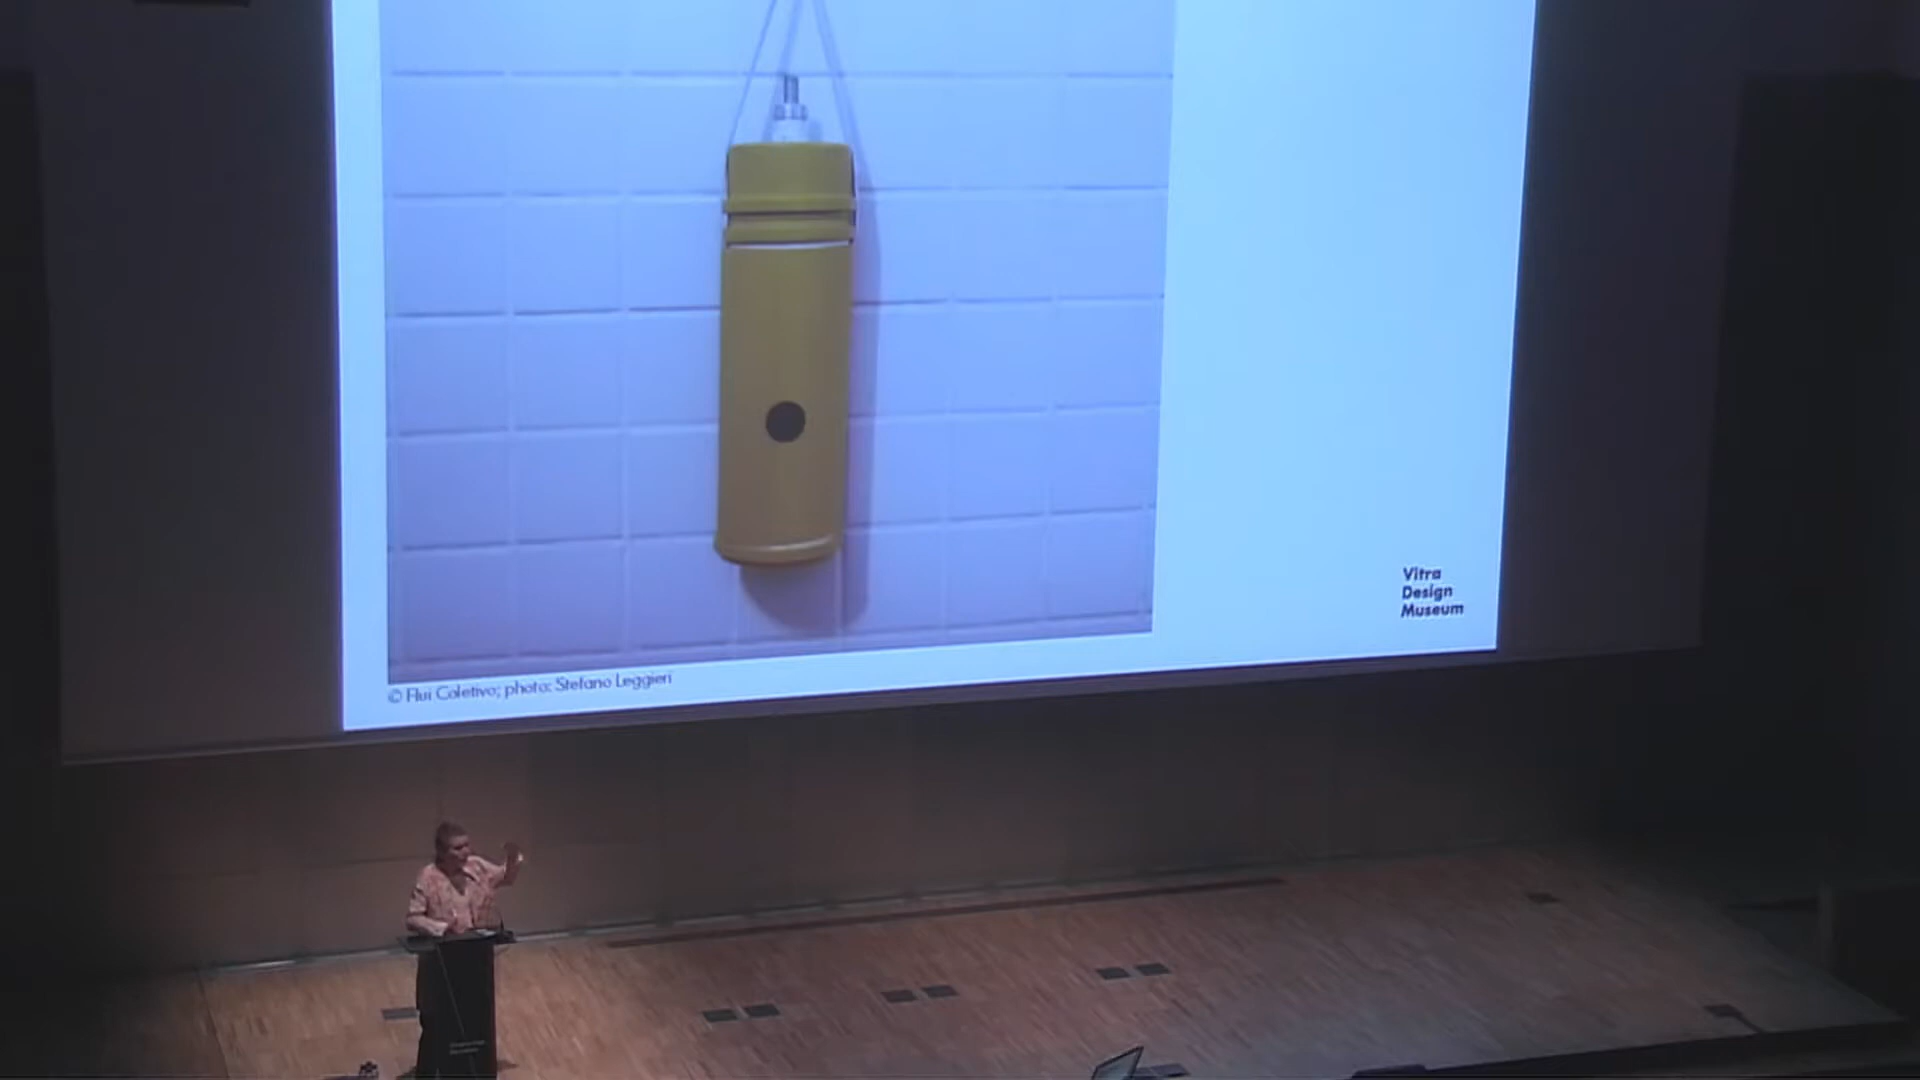 Vitra
Design
Museum
© Flui Coletivo; photo: Stefano Leggieri